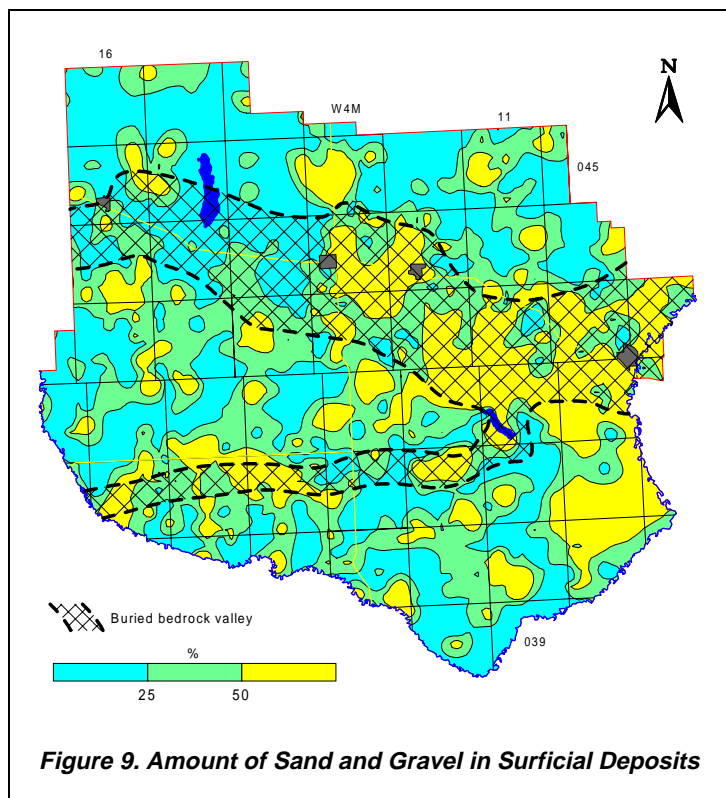 16
N
W4M
11
045
039
Buried bedrock valley
%
25 50
Figure 9. Amount of Sand and Gravel in Surficial Deposits